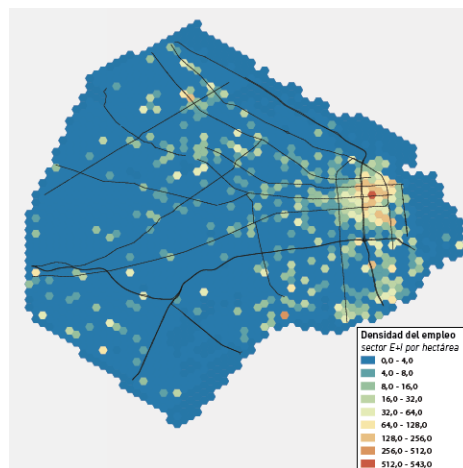 Densidad del empleo
sector E+I por hectárea
0,0 - 4,0
4,0 - 8,0
8,0 - 16,0
16,0 - 32,0
32,0 - 64,0
64,0 - 128,0
128,0 - 256,0
256,0 - 512,0
512,0 - 543,0